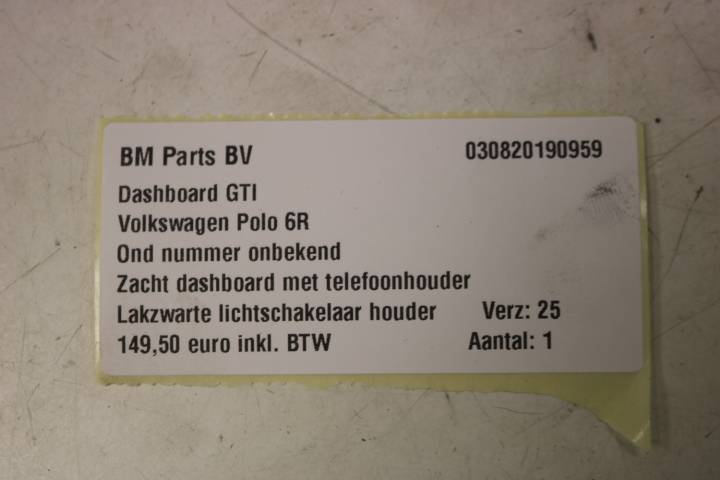 BM Parts BV 030820190959
Dashboard GTI
Volkswagen Polo 6R
Ond nummer onbekend
Zacht dashboard met telefoonhouder
Lakzwarte lichtschakelaar houder Verz: 25
149,50 euro inkl. BTW Aantal: 1